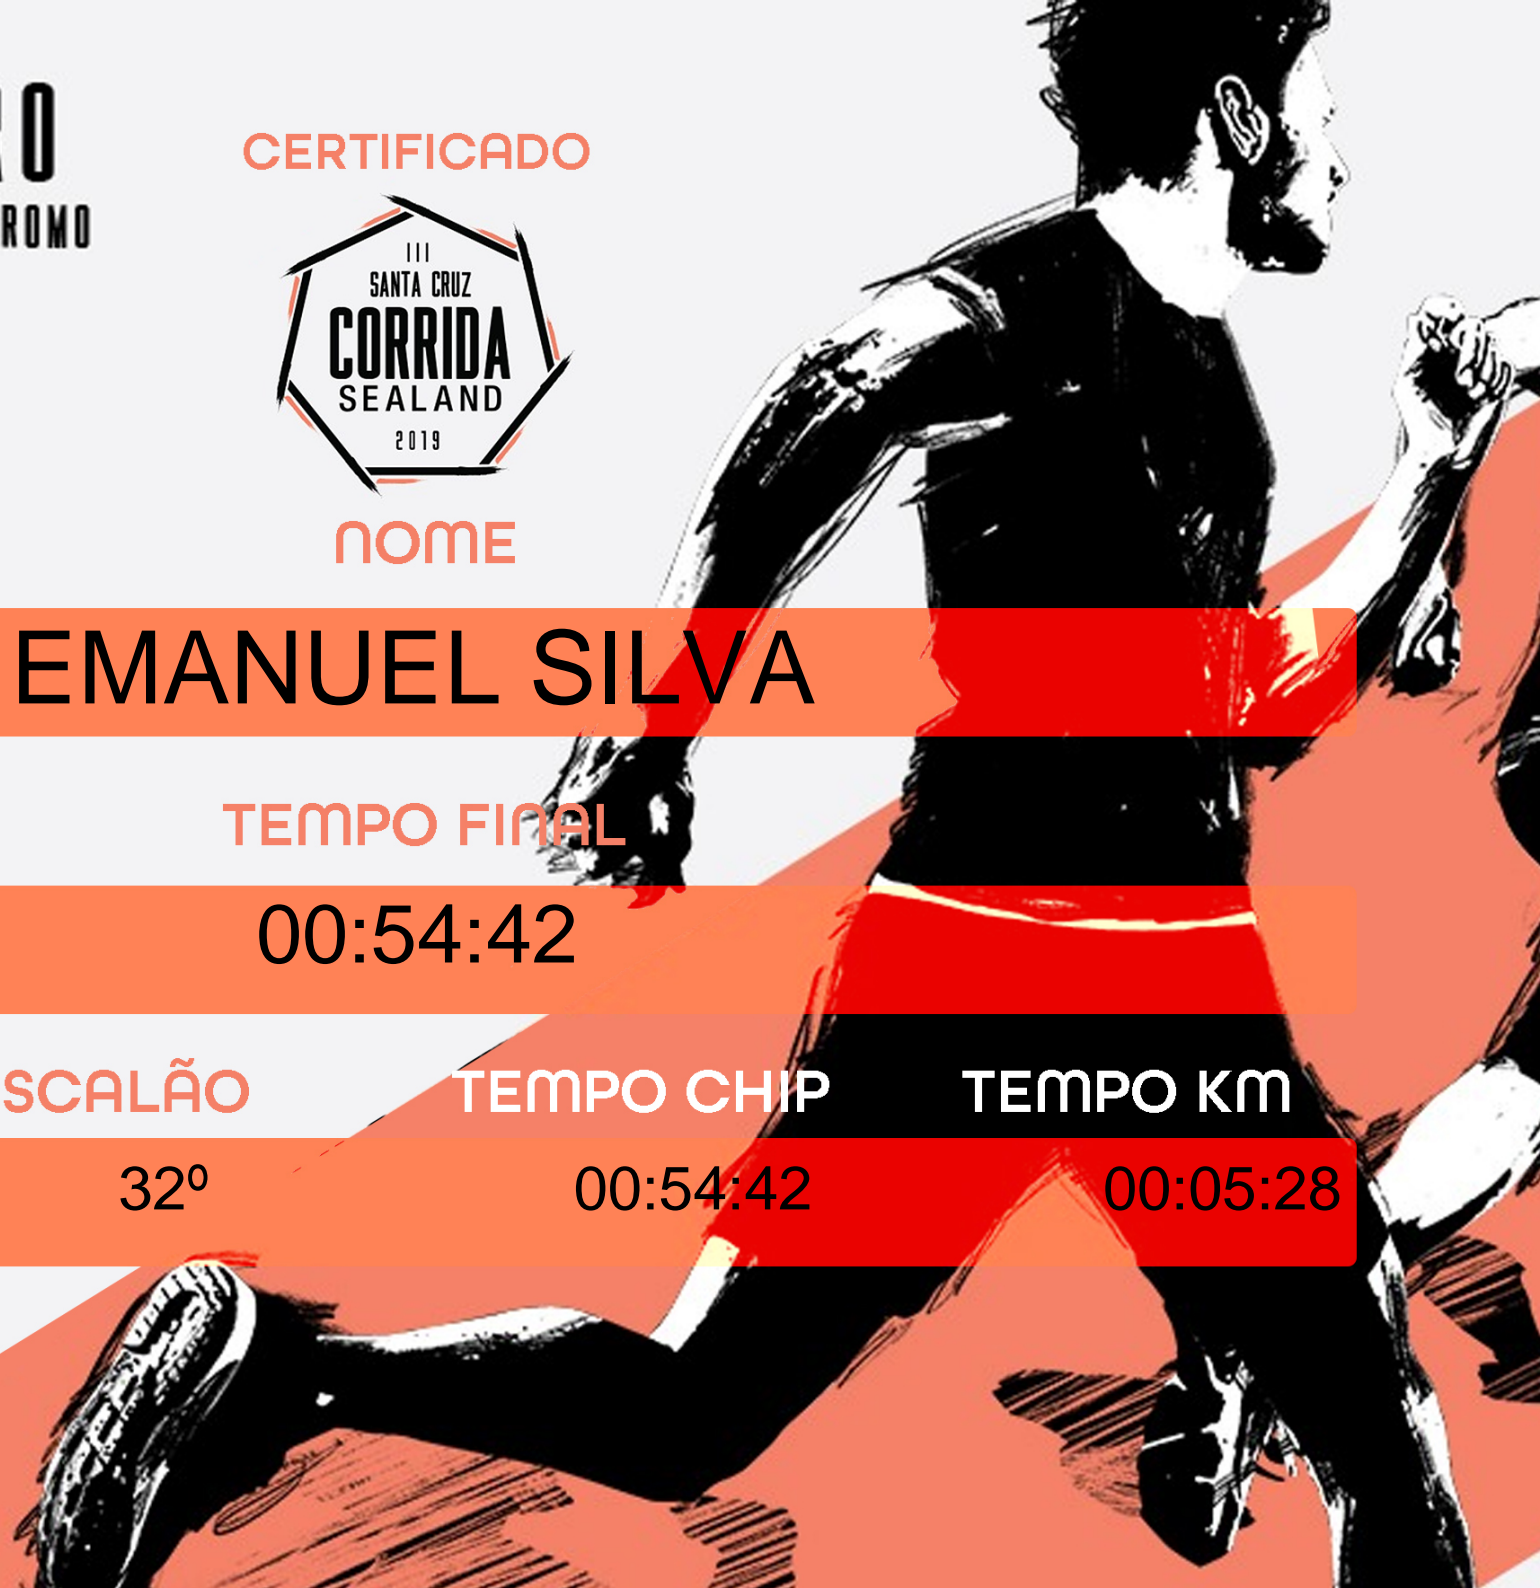 RO
ROMO
CERTIFICADO
III
SANTA CRUZ
CORRIDA
SEALAND
2019
NOME
EMANUEL SILVA
TEMPO FINAL
00:54:42
SCALÃO TEMPO CHIP TEMPO KM
32º 00:54:42 00:05:28